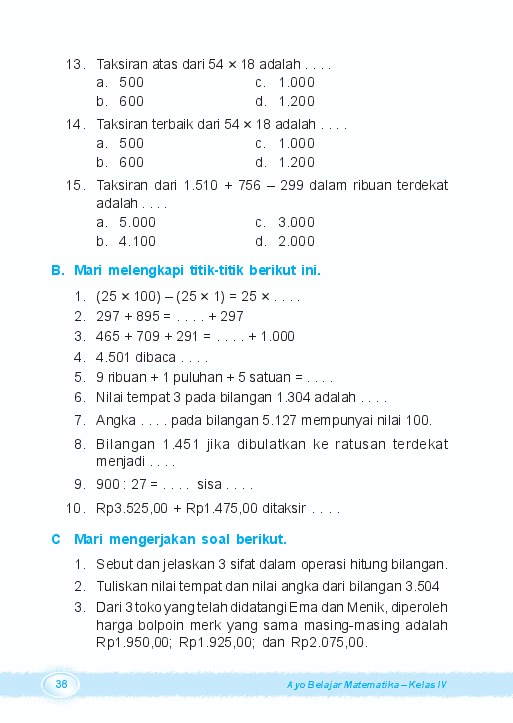 13. Taksiran atas dari 54 × 18 adalah . . . .
a. 500 c. 1.000
b. 600 d. 1.200
14. Taksiran terbaik dari 54 × 18 adalah . . . .
a. 500 c. 1.000
b. 600 d. 1.200
15. Taksiran dari 1.510 + 756 – 299 dalam ribuan terdekat
adalah . . . .
a. 5.000 c. 3.000
b. 4.100 d. 2.000
B. Mari melengkapi titik-titik berikut ini.
1. (25 × 100) – (25 × 1) = 25 × . . . .
2. 297 + 895 = . . . . + 297
3. 465 + 709 + 291 = . . . . + 1.000
4. 4.501 dibaca . . . .
5. 9 ribuan + 1 puluhan + 5 satuan = . . . .
6. Nilai tempat 3 pada bilangan 1.304 adalah . . . .
7. Angka . . . . pada bilangan 5.127 mempunyai nilai 100.
8. Bilangan 1.451 jika dibulatkan ke ratusan terdekat
menjadi . . . .
9. 900 : 27 = . . . . sisa . . . .
10. Rp3.525,00 + Rp1.475,00 ditaksir . . . .
C Mari mengerjakan soal berikut.
1. Sebut dan jelaskan 3 sifat dalam operasi hitung bilangan.
2. Tuliskan nilai tempat dan nilai angka dari bilangan 3.504
3. Dari 3 toko yang telah didatangi Ema dan Menik, diperoleh
harga bolpoin merk yang sama masing-masing adalah
Rp1.950,00; Rp1.925,00; dan Rp2.075,00.
38 Ayo Belajar Matematika – Kelas IV